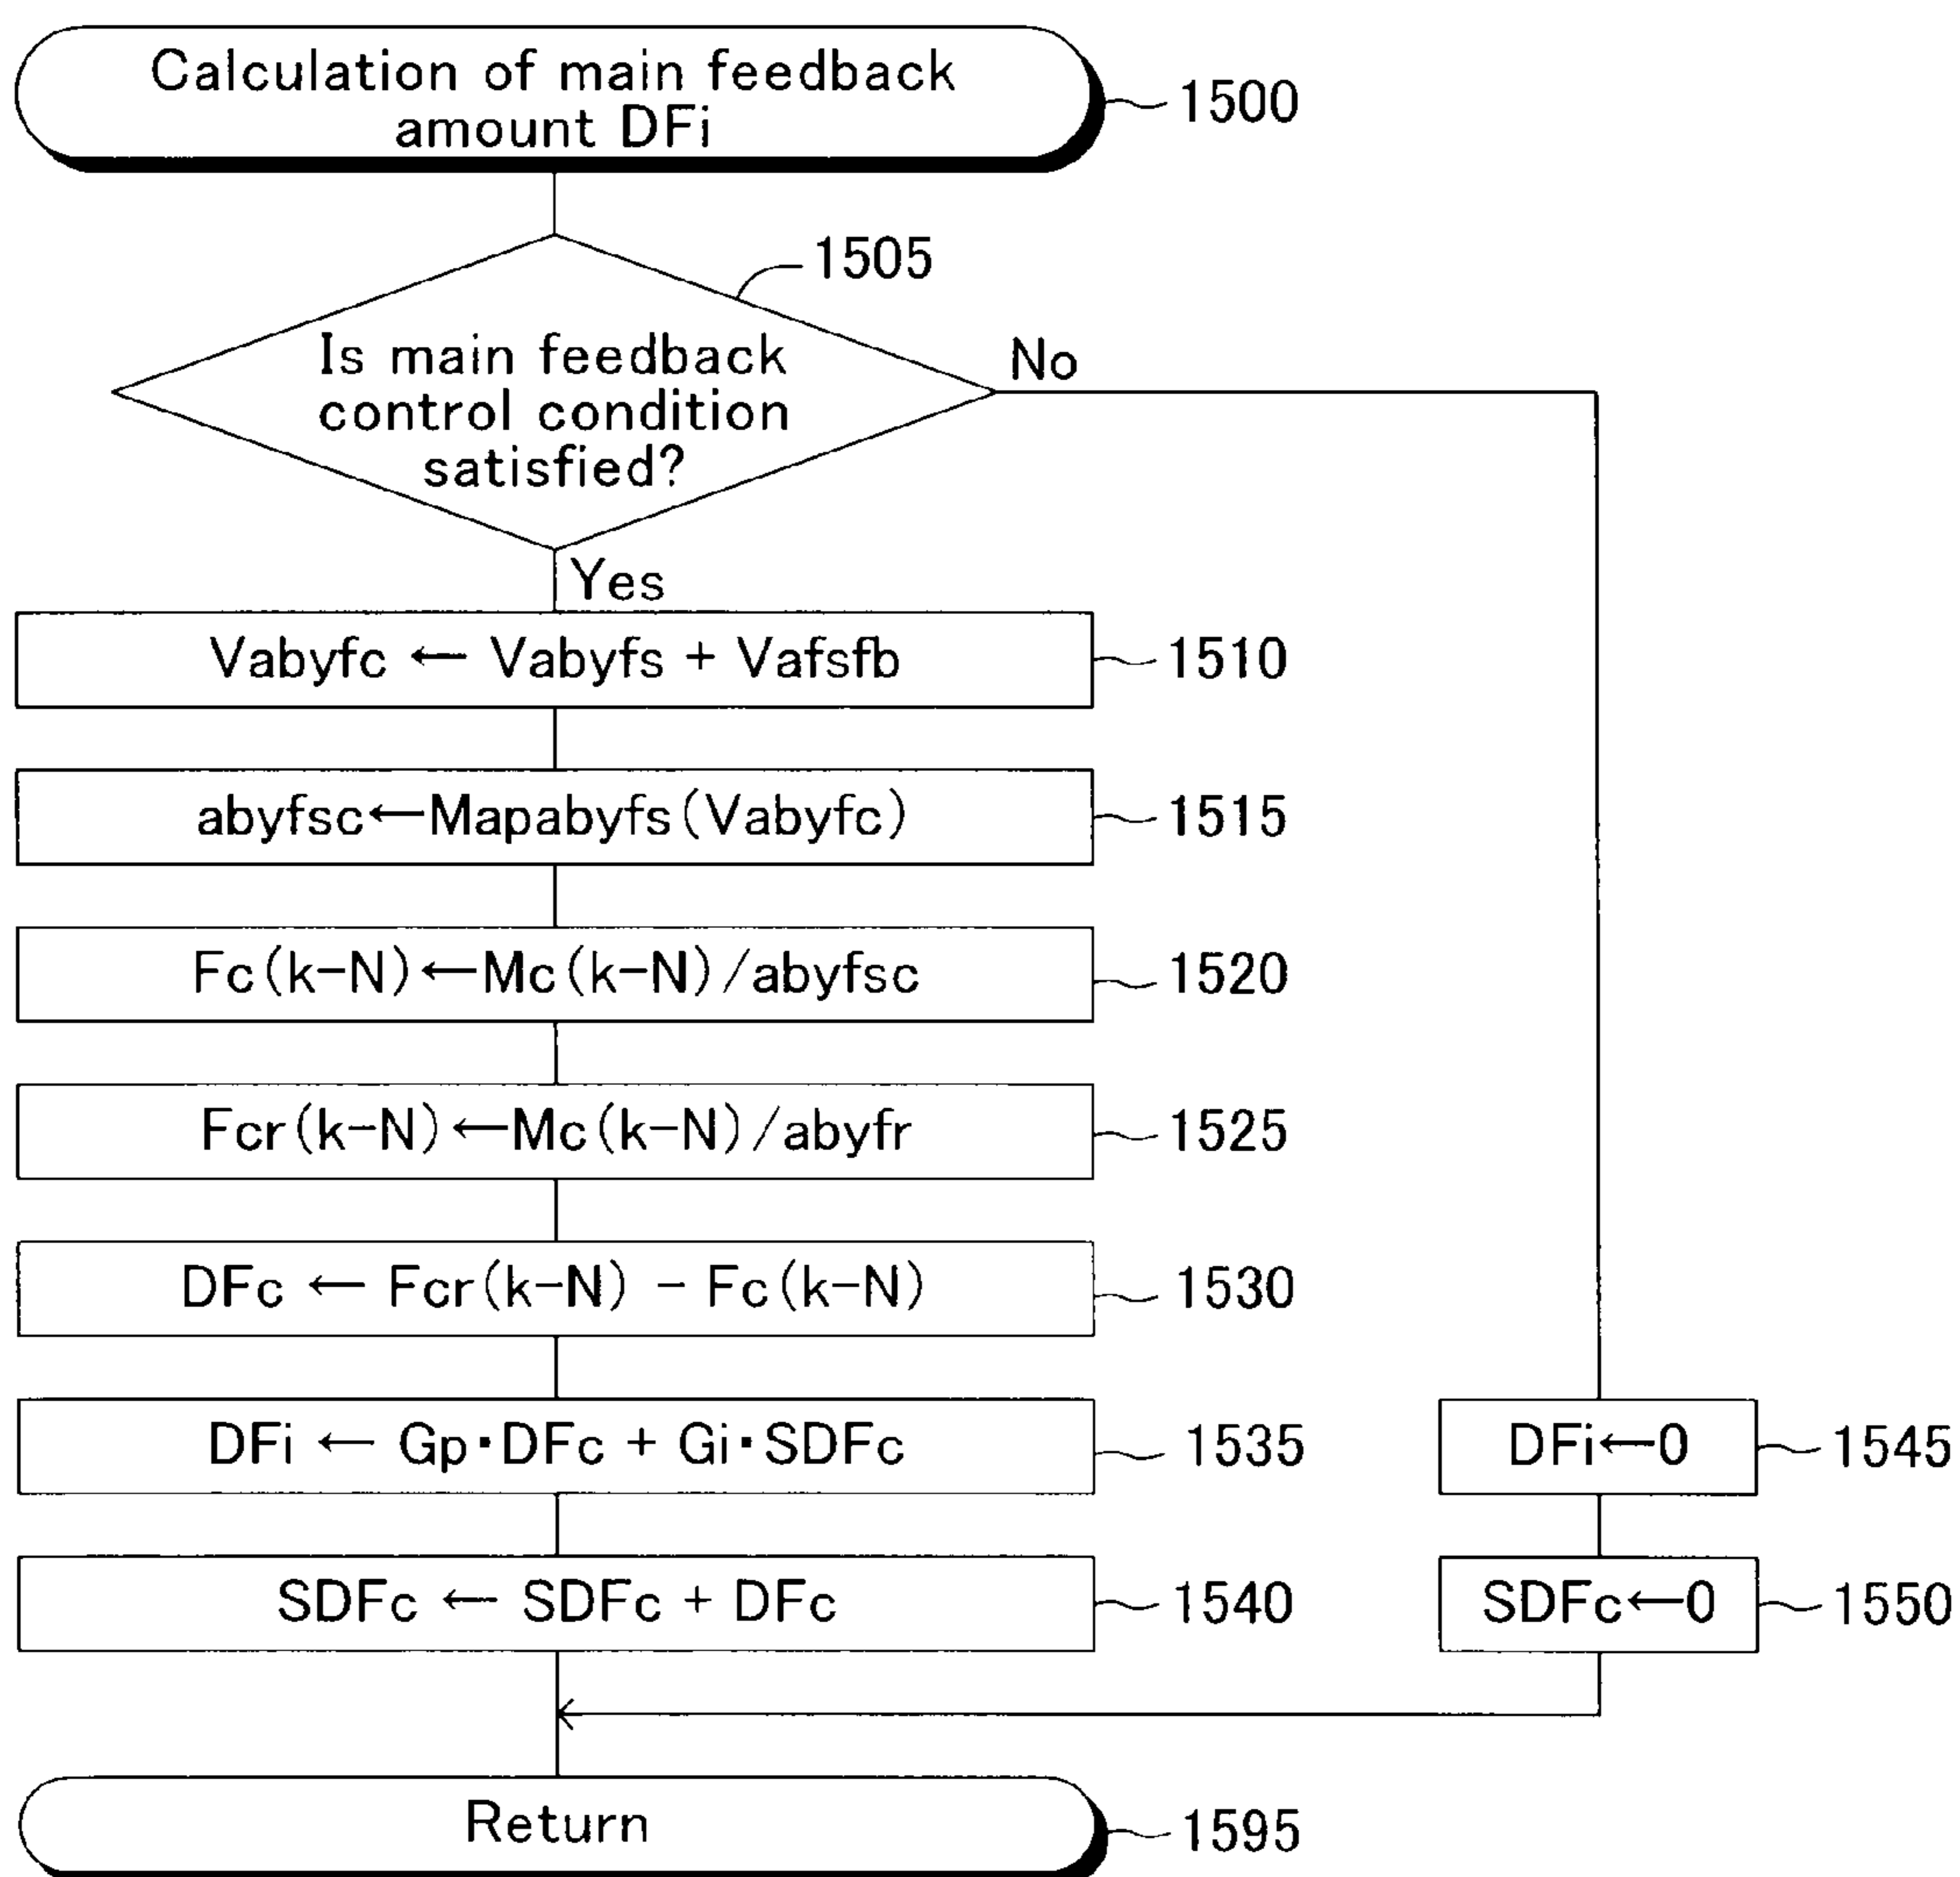 Calculation of main feedback
amount DFi
1500
1505
Is main feedback
control condition
satisfied?
No
Yes
Vabyfc ← Vabyfs + Vafsfb
1510
abyfsc←Mapabyfs(Vabyfc)
1515
Fc(k-N)←Mc(k-N)/abyfsc
1520
Fcr(k-N)←Mc(k-N)/abyfr
1525
DFc ← Fcr(k-N) - Fc(k-N)
1530
DFi ← Gp・DFc + Gi・SDFc
1535
DFi←0
1545
SDFc ← SDFc + DFc
1540
SDFc←0
1550
Return
1595